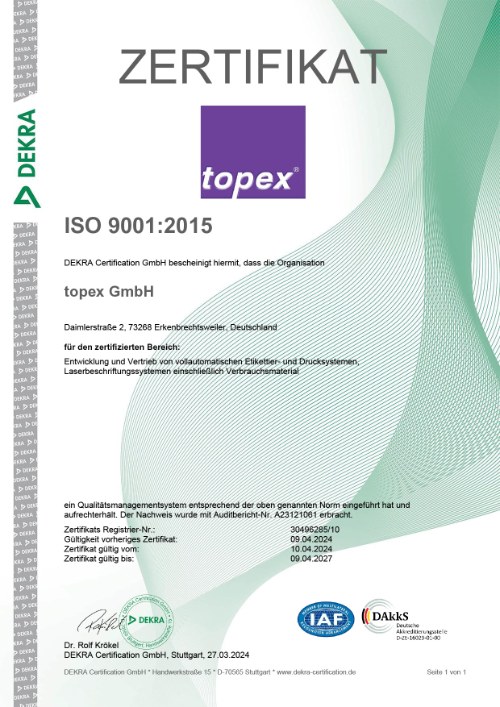 ZERTIFIKAT
DEKRA
topex®
ISO 9001:2015
DEKRA Certification GmbH bescheinigt hiermit, dass die Organisation
topex GmbH
Daimlerstraße 2, 73268 Erkenbrechtsweiler, Deutschland
für den zertifizierten Bereich:
Entwicklung und Vertrieb von vollautomatischen Etikettier- und Drucksystemen,
Laserbeschriftungssystemen einschließlich Verbrauchsmaterial
ein Qualitätsmanagementsystem entsprechend der oben genannten Norm eingeführt hat und
aufrechterhält. Der Nachweis wurde mit Auditbericht-Nr. A23121061 erbracht.
Zertifikats Registrier-Nr.: 30496285/10
Gültigkeit vorheriges Zertifikat: 09.04.2024
Zertifikat gültig vom: 10.04.2024
Zertifikat gültig bis: 09.04.2027
DEKRA
IAF
DAkkS
Deutsche
Akkreditierungsstelle
D-ZE-16023-01-00
Dr. Rolf Krökel
DEKRA Certification GmbH, Stuttgart, 27.03.2024
DEKRA Certification GmbH * Handwerkstraße 15 * D-70565 Stuttgart * www.dekra-certification.de
Seite 1 von 1